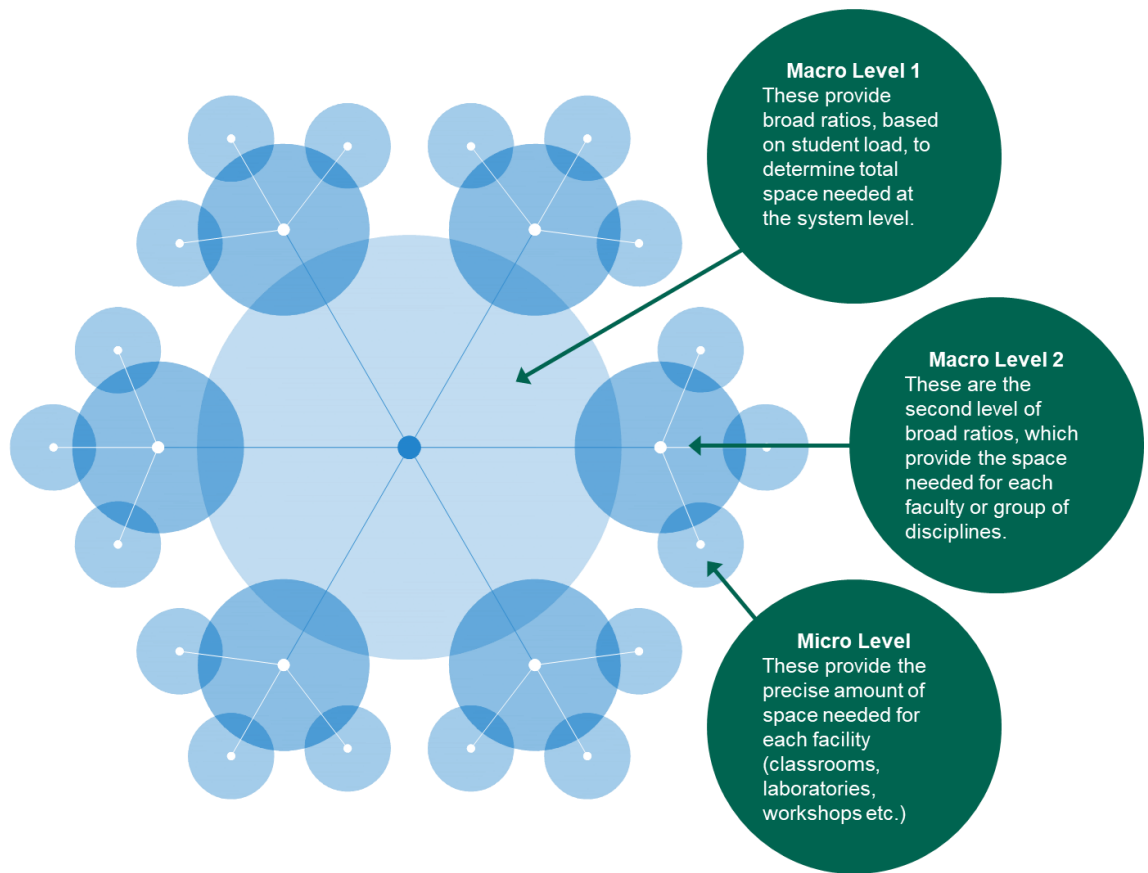 Macro Level 1
These provide
broad ratios, based
on student load, to
determine total
space needed at
the system level.
Macro Level 2
These are the
second level of
broad ratios, which
provide the space
needed for each
faculty or group of
disciplines.
Micro Level
These provide the
precise amount of
space needed for
each facility
(classrooms,
laboratories,
workshops etc.)